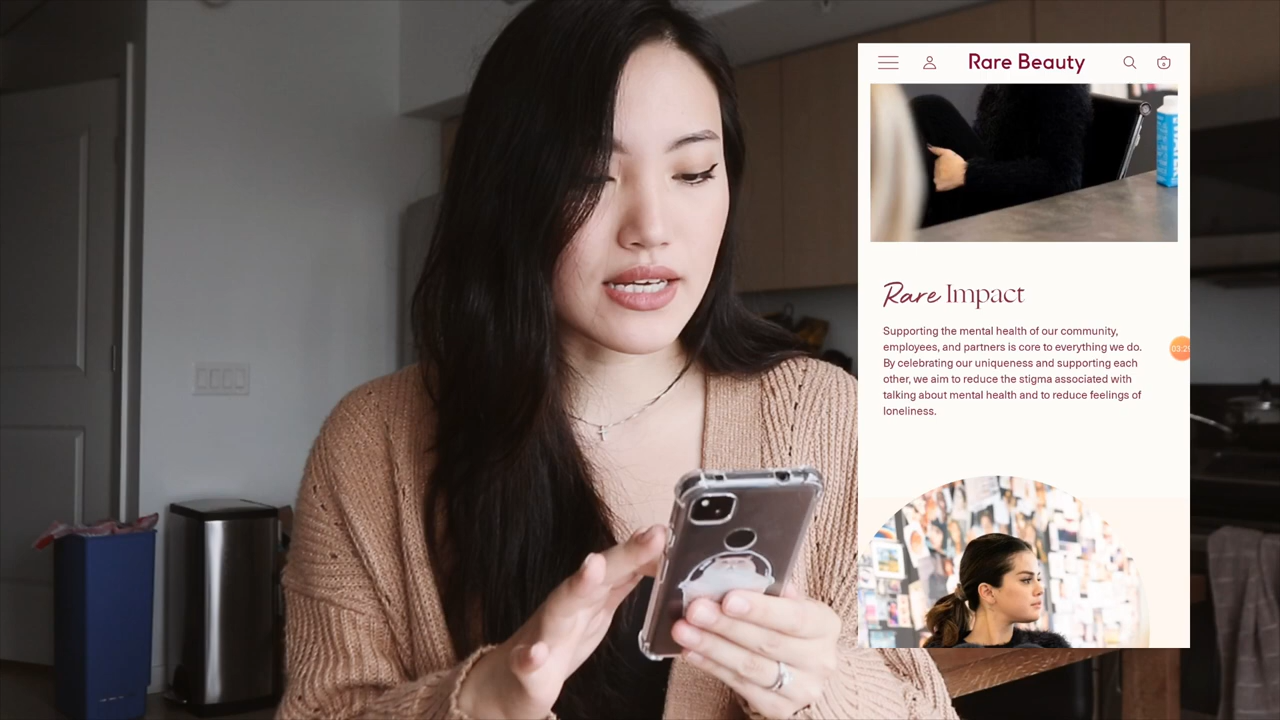 Rare Beauty
Rare Impact
Supporting the mental health of our community,
employees, and partners is core to everything we do.
By celebrating our uniqueness and supporting each
other, we aim to reduce the stigma associated with
talking about mental health and to reduce feelings of
loneliness.